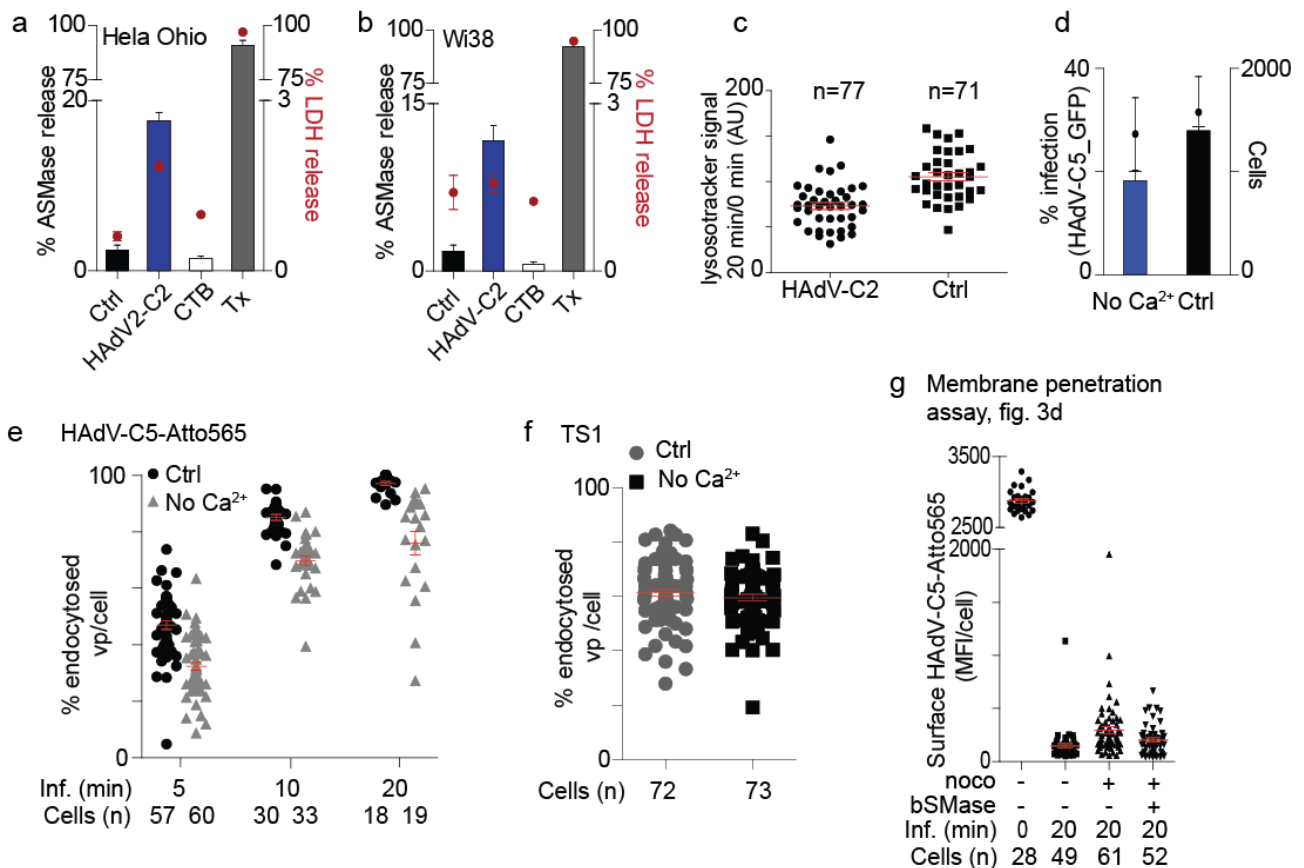 a
Hela Ohio
% ASMase release
100
75
20
0
100
75
3
0
% LDH release
Ctrl
HAdV2-C2
CTB
Tx
b
Wi38
% ASMase release
100
75
15
0
100
75
3
0
% LDH release
Ctrl
HAdV-C2
CTB
Tx
c
lysosotracker signal
20 min/0 min (AU)
200
0
n=77
n=71
HAdV-C2
Ctrl
d
% infection
(HAdV-C5_GFP)
40
0
2000
0
Cells
No Ca²⁺ Ctrl
e HAdV-C5-Atto565
Ctrl
No Ca²⁺
% endocytosed
vp/cell
100
0
Inf. (min) 5 10 20
Cells (n) 57 60 30 33 18 19
f TS1
Ctrl
No Ca²⁺
% endocytosed
vp /cell
100
0
Cells (n) 72 73
g Membrane penetration
assay, fig. 3d
Surface HAdV-C5-Atto565
(MFI/cell)
3500
2500
2000
0
noco - - + +
bSMase - - - +
Inf. (min) 0 20 20 20
Cells (n) 28 49 61 52